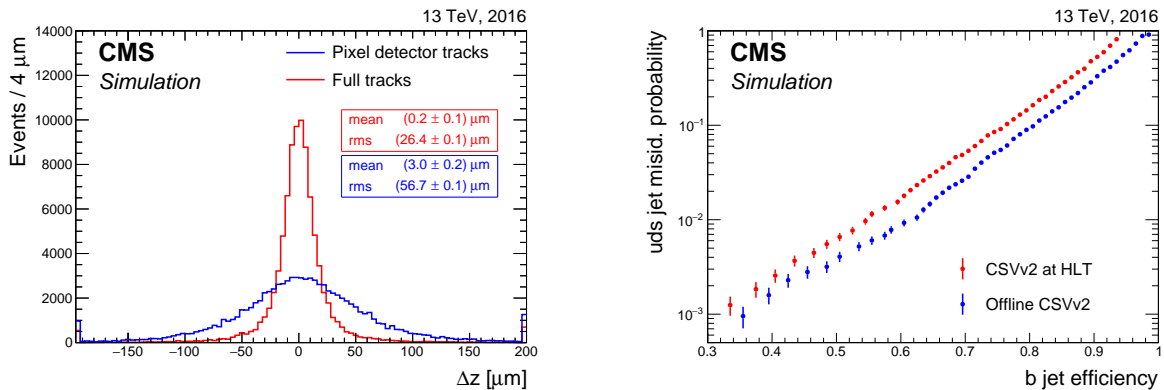 13 TeV, 2016
CMS
Simulation
Pixel detector tracks
Full tracks
mean (0.2 ± 0.1) μm
rms (26.4 ± 0.1) μm
mean (3.0 ± 0.2) μm
rms (56.7 ± 0.1) μm
Events / 4 μm
14000
12000
10000
8000
6000
4000
2000
0
−150 −100 −50 0 50 100 150 200
Δz [μm]
13 TeV, 2016
CMS
Simulation
uds jet misid. probability
1
10⁻¹
10⁻²
10⁻³
CSVv2 at HLT
Offline CSVv2
0.3 0.4 0.5 0.6 0.7 0.8 0.9 1
b jet efficiency